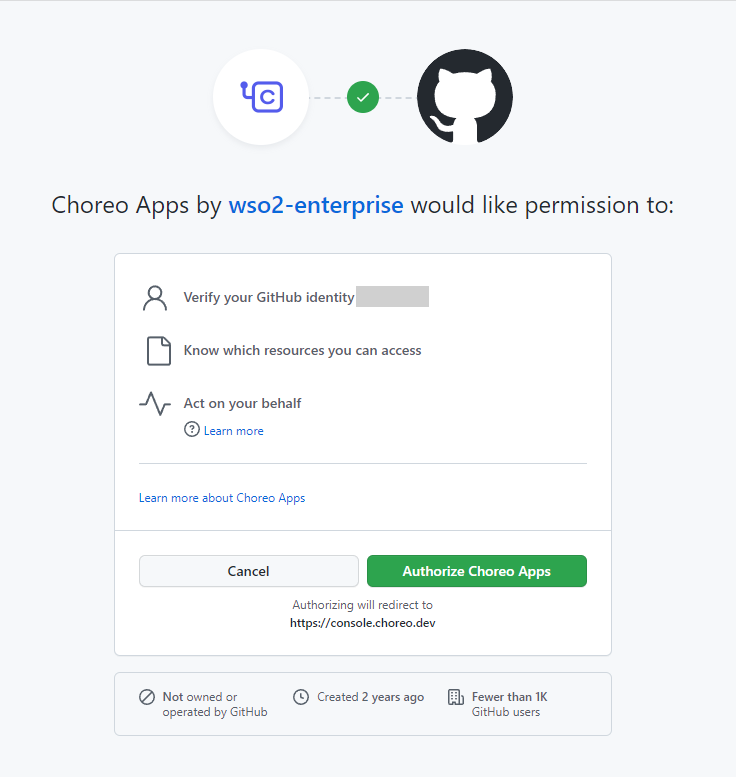 C
Choreo Apps by wso2-enterprise would like permission to:
Verify your GitHub identity
Know which resources you can access
Act on your behalf
? Learn more
Learn more about Choreo Apps
Cancel
Authorize Choreo Apps
Authorizing will redirect to
https://console.choreo.dev
Not owned or
operated by GitHub
Created 2 years ago
Fewer than 1K
GitHub users